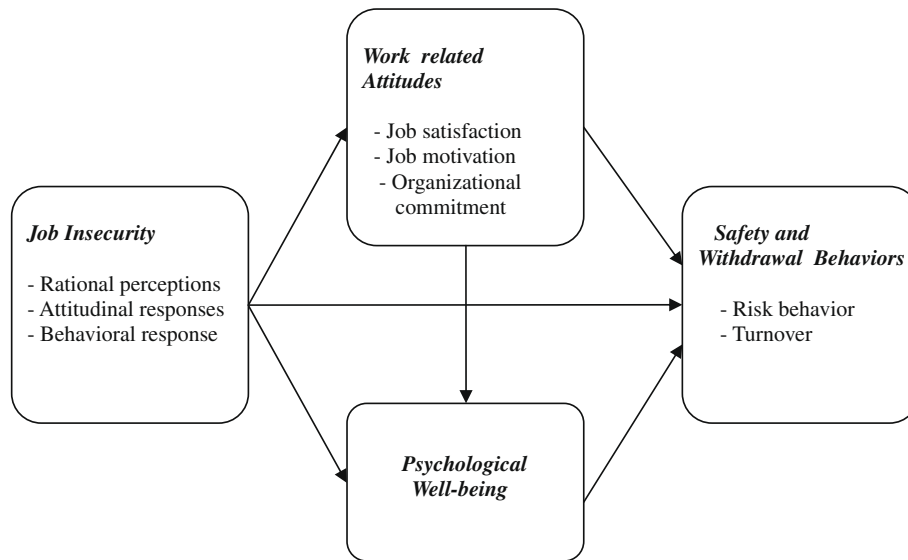 Work related
Attitudes
- Job satisfaction
- Job motivation
- Organizational
commitment
Job Insecurity
- Rational perceptions
- Attitudinal responses
- Behavioral response
Safety and
Withdrawal Behaviors
- Risk behavior
- Turnover
Psychological
Well-being